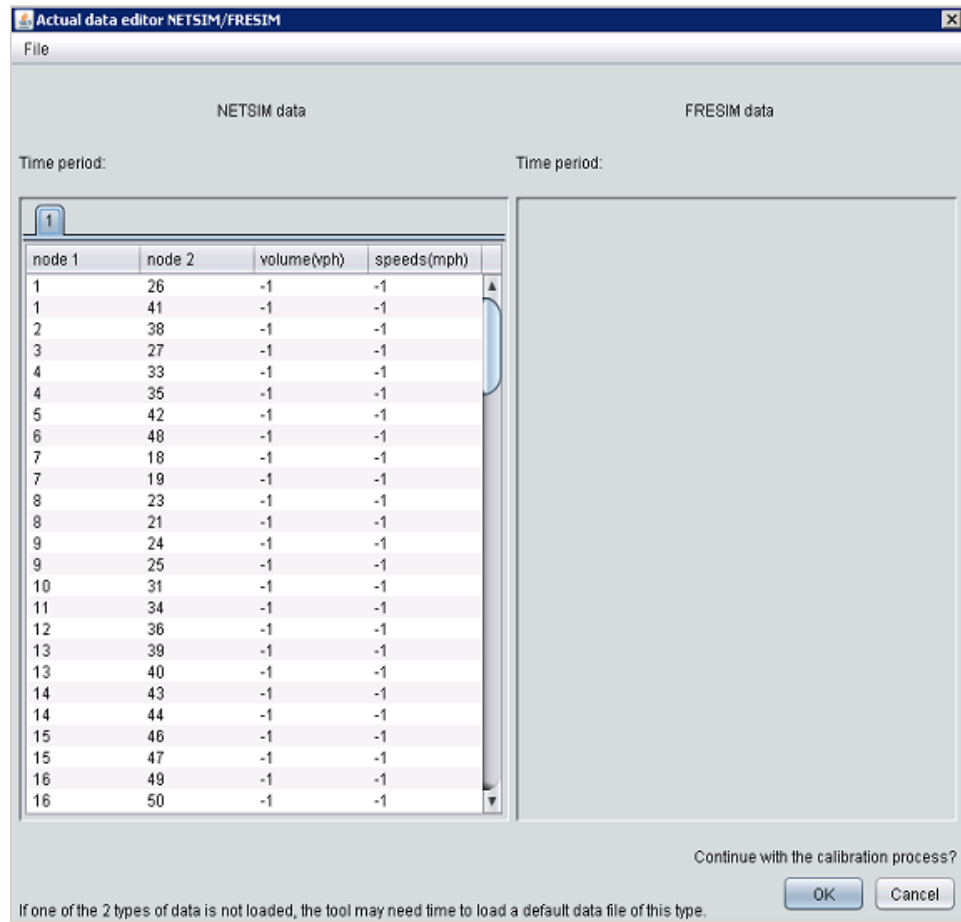 Actual data editor NETSIM/FRESIM
File
NETSIM data FRESIM data
Time period: Time period:
1
node 1 node 2 volume(vph) speeds(mph)
1 26 -1 -1
1 41 -1 -1
2 38 -1 -1
3 27 -1 -1
4 33 -1 -1
4 35 -1 -1
5 42 -1 -1
6 48 -1 -1
7 18 -1 -1
7 19 -1 -1
8 23 -1 -1
8 21 -1 -1
9 24 -1 -1
9 25 -1 -1
10 31 -1 -1
11 34 -1 -1
12 36 -1 -1
13 39 -1 -1
13 40 -1 -1
14 43 -1 -1
14 44 -1 -1
15 46 -1 -1
15 47 -1 -1
16 49 -1 -1
16 50 -1 -1
Continue with the calibration process?
OK Cancel
If one of the 2 types of data is not loaded, the tool may need time to load a default data file of this type.